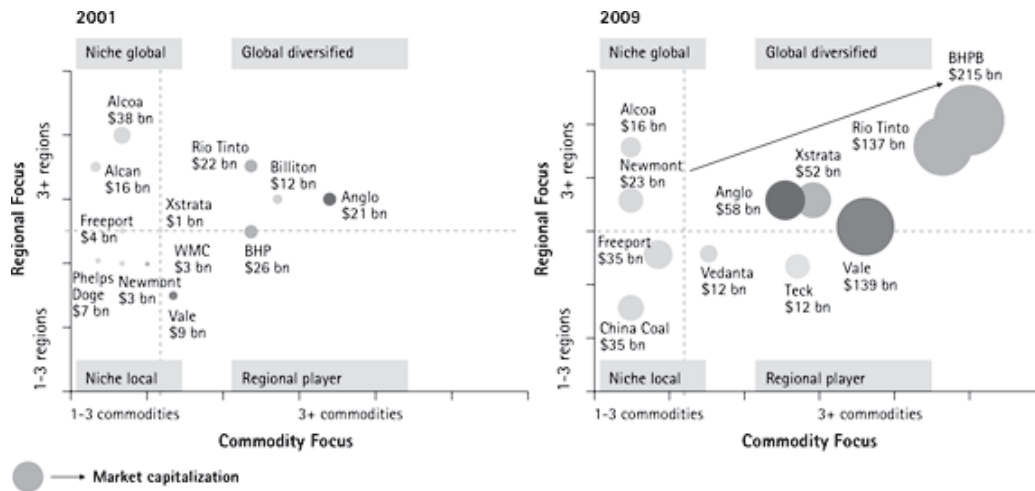 2001
Niche global
Global diversified
Alcoa
$38 bn
Alcan
$16 bn
Rio Tinto
$22 bn
Billiton
$12 bn
Anglo
$21 bn
Xstrata
$1 bn
Freeport
$4 bn
WMC
$3 bn
BHP
$26 bn
Phelps
Doge
$7 bn
Newmont
$3 bn
Vale
$9 bn
Niche local
Regional player
Regional Focus
3+ regions
1-3 regions
1-3 commodities
3+ commodities
Commodity Focus
2009
Niche global
Global diversified
BHPB
$215 bn
Alcoa
$16 bn
Rio Tinto
$137 bn
Newmont
$23 bn
Xstrata
$52 bn
Anglo
$58 bn
Freeport
$35 bn
Vedanta
$12 bn
Teck
$12 bn
Vale
$139 bn
China Coal
$35 bn
Niche local
Regional player
Regional Focus
3+ regions
1-3 regions
1-3 commodities
3+ commodities
Commodity Focus
Market capitalization